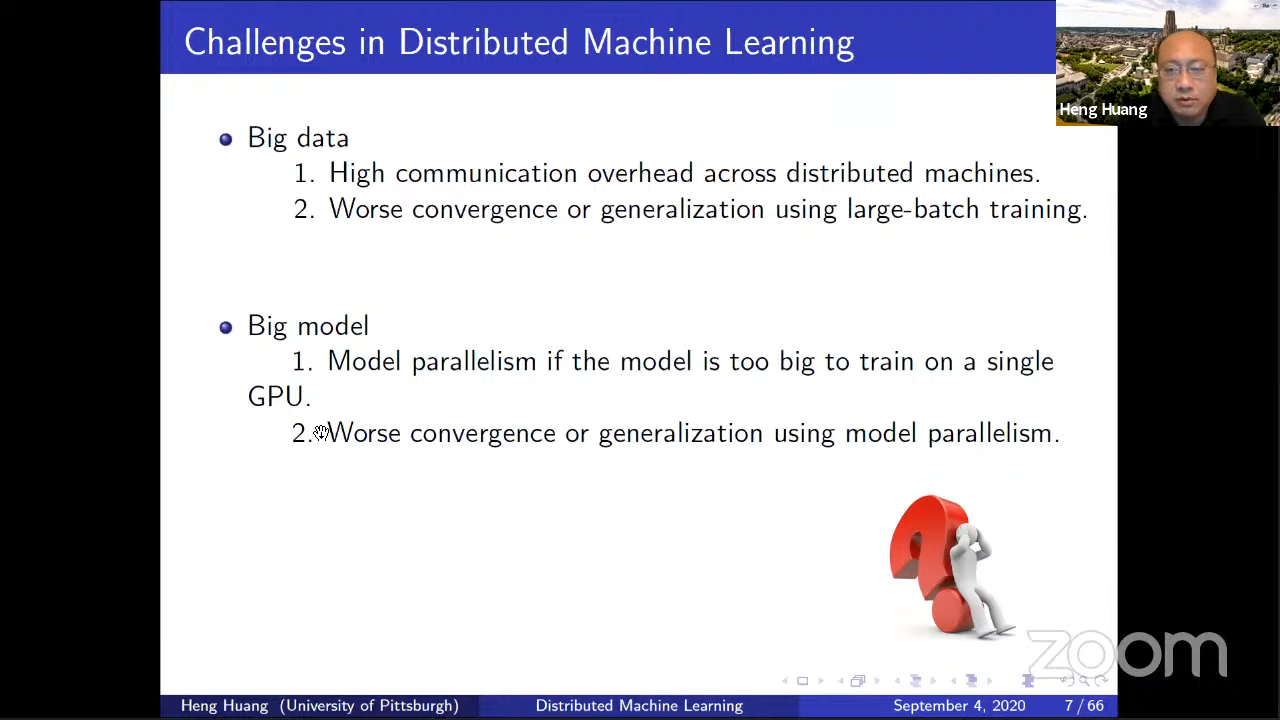 Challenges in Distributed Machine Learning
Heng Huang
Big data
1. High communication overhead across distributed machines.
2. Worse convergence or generalization using large-batch training.
Big model
1. Model parallelism if the model is too big to train on a single
GPU.
2. Worse convergence or generalization using model parallelism.
zoom
Heng Huang (University of Pittsburgh)
Distributed Machine Learning
September 4, 2020
7 / 66